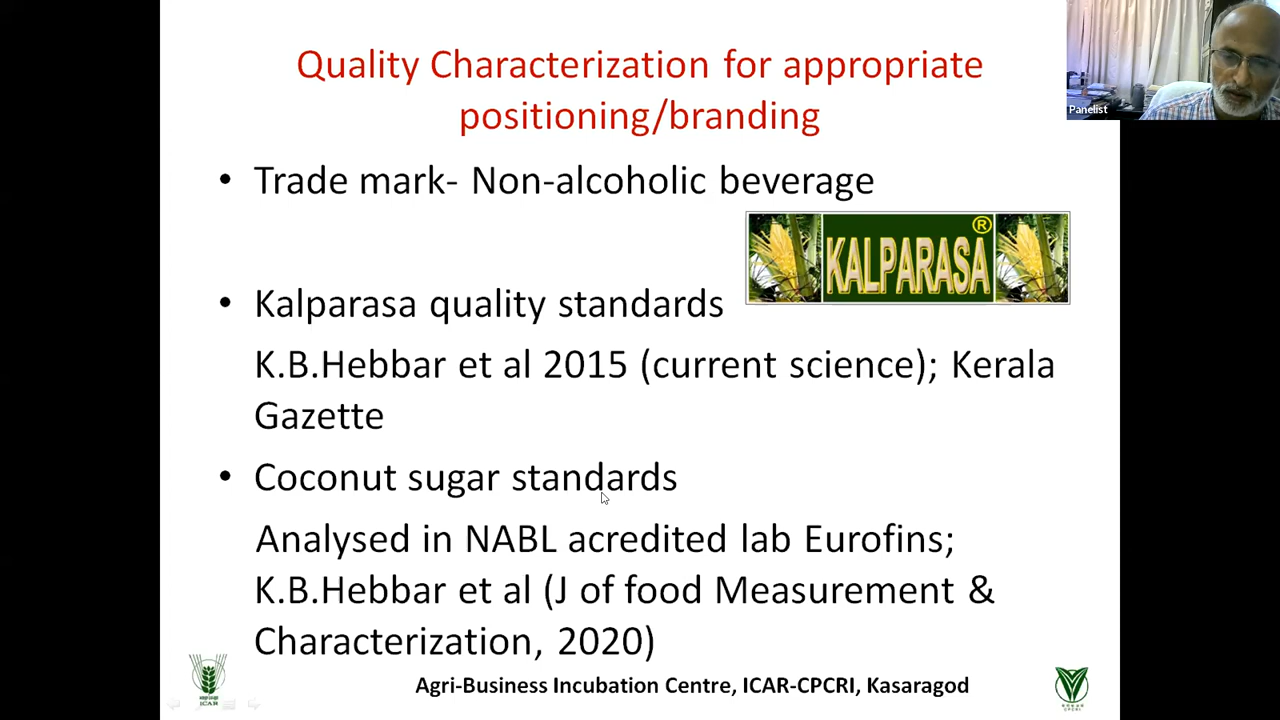 Quality Characterization for appropriate
positioning/branding
Panelist
• Trade mark- Non-alcoholic beverage
KALPARASA®
• Kalparasa quality standards
K.B.Hebbar et al 2015 (current science); Kerala
Gazette
• Coconut sugar standards
Analysed in NABL acredited lab Eurofins;
K.B.Hebbar et al (J of food Measurement &
Characterization, 2020)
ICAR
Agri-Business Incubation Centre, ICAR-CPCRI, Kasaragod
CPCRI